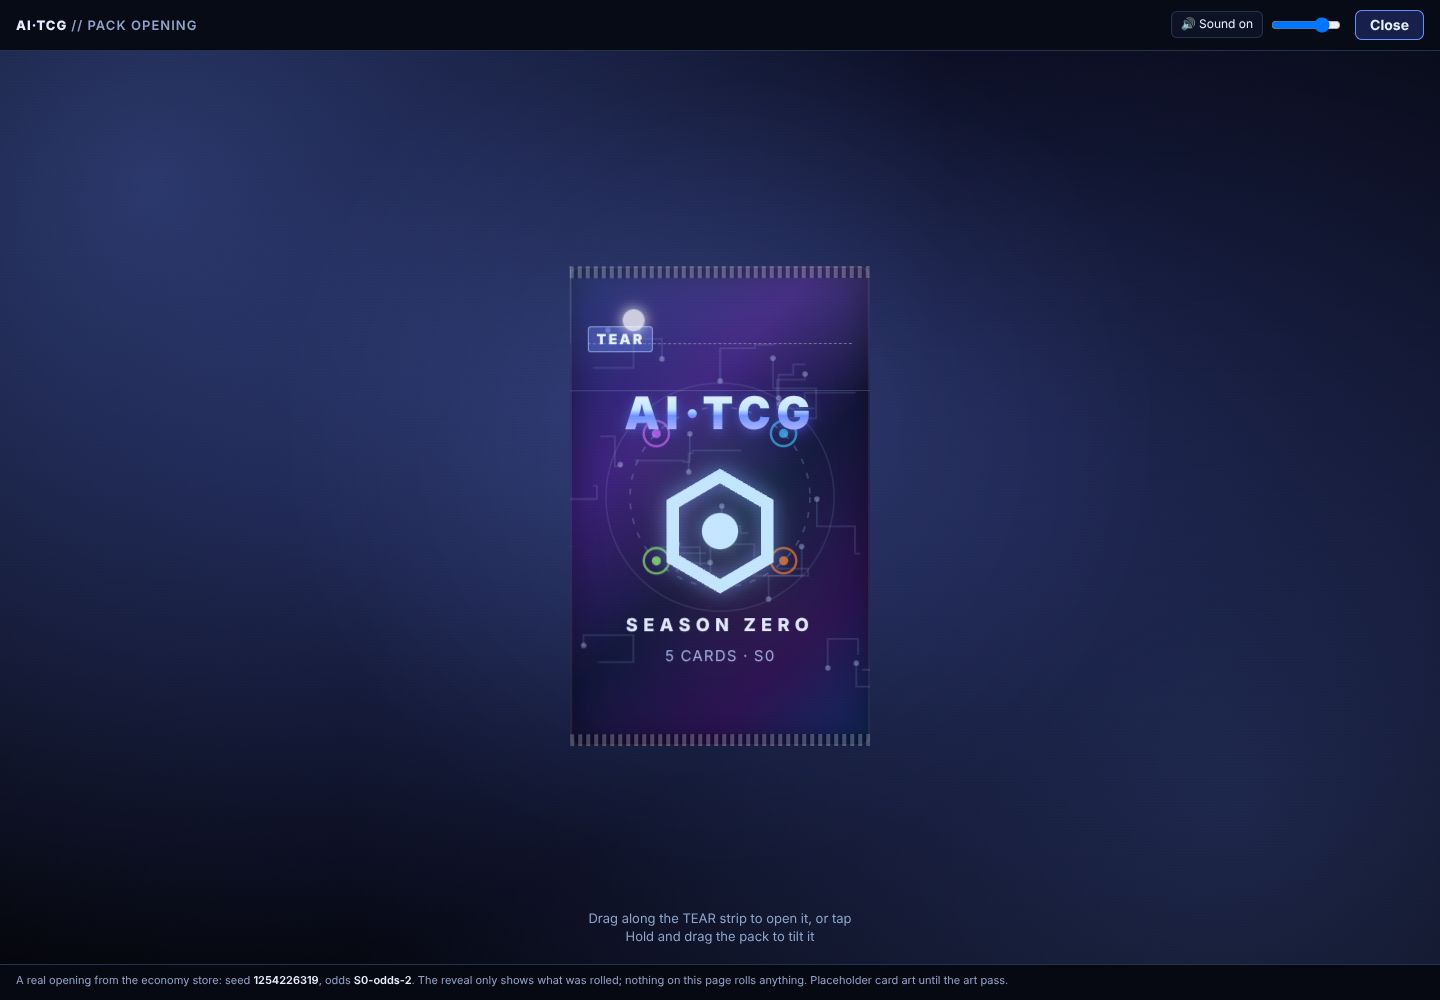 AI·TCG // PACK OPENING
🔊 Sound on
Close
TEAR
AI·TCG
SEASON ZERO
5 CARDS · S0
Drag along the TEAR strip to open it, or tap
Hold and drag the pack to tilt it
A real opening from the economy store: seed 1254226319, odds S0-odds-2. The reveal only shows what was rolled; nothing on this page rolls anything. Placeholder card art until the art pass.